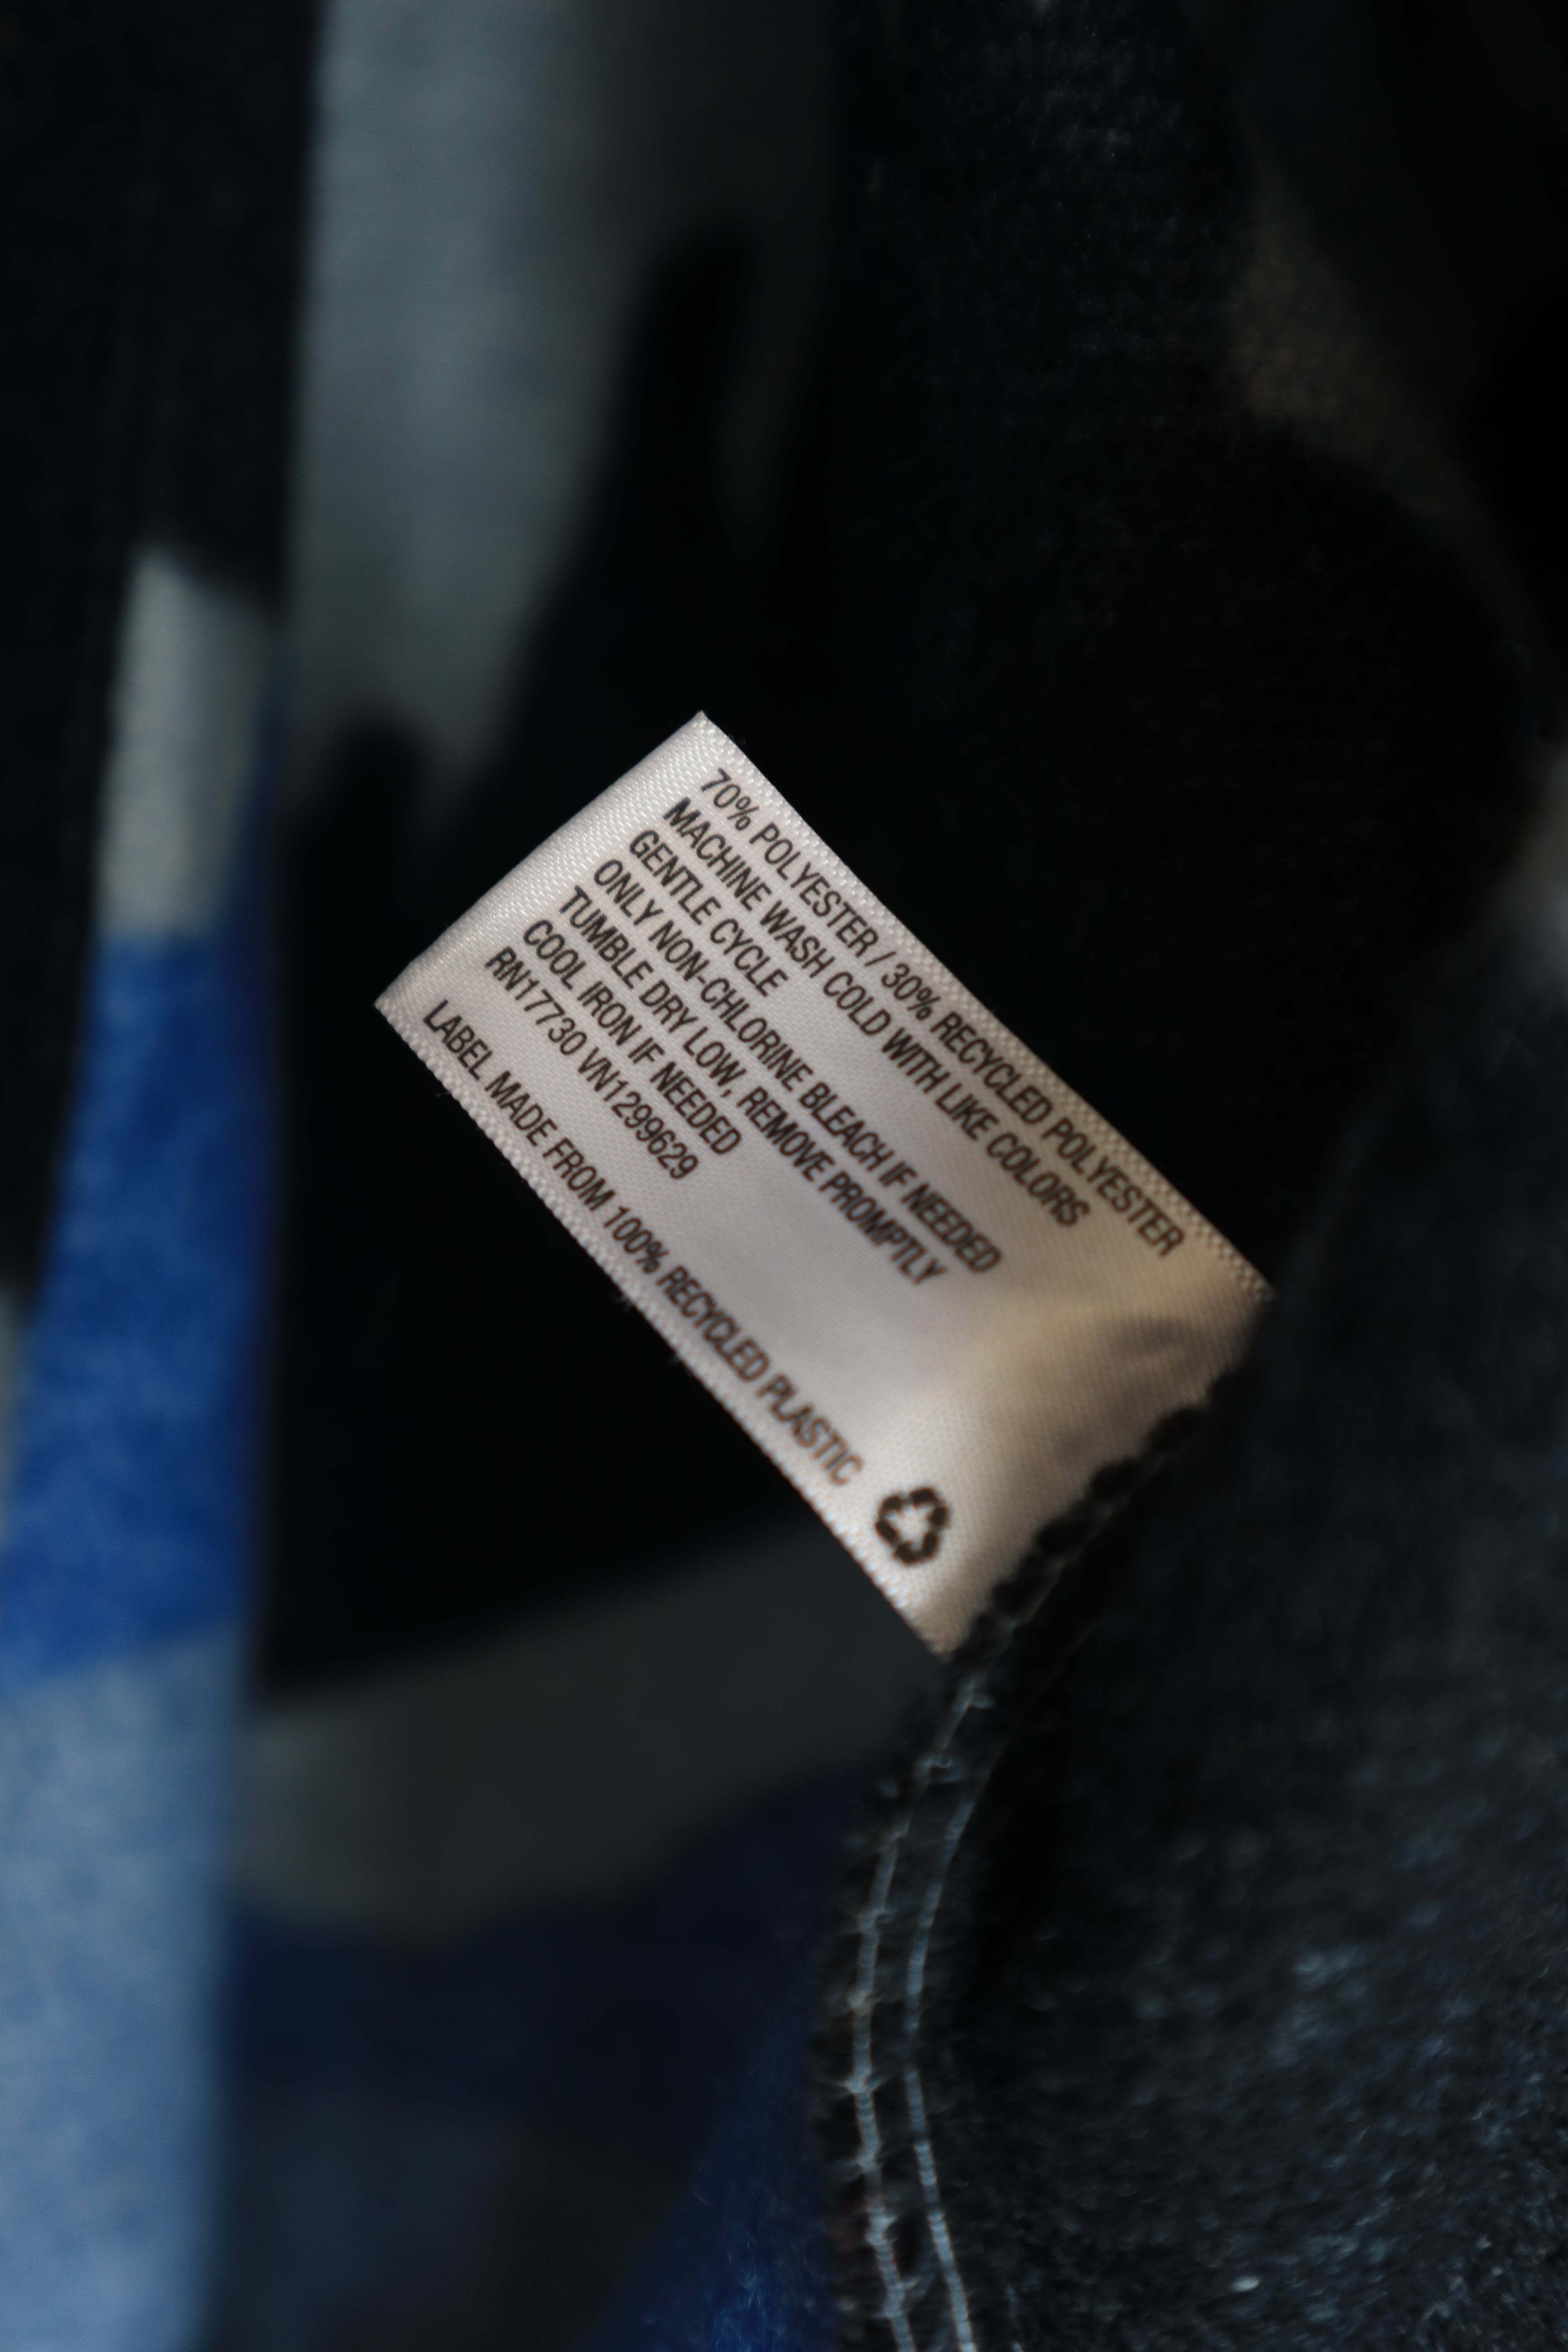 70% POLYESTER / 30% RECYCLED POLYESTER
MACHINE WASH COLD WITH LIKE COLORS
GENTLE CYCLE
ONLY NON-CHLORINE BLEACH IF NEEDED
TUMBLE DRY LOW, REMOVE PROMPTLY
COOL IRON IF NEEDED
RN17730 VN1299629
LABEL MADE FROM 100% RECYCLED PLASTIC